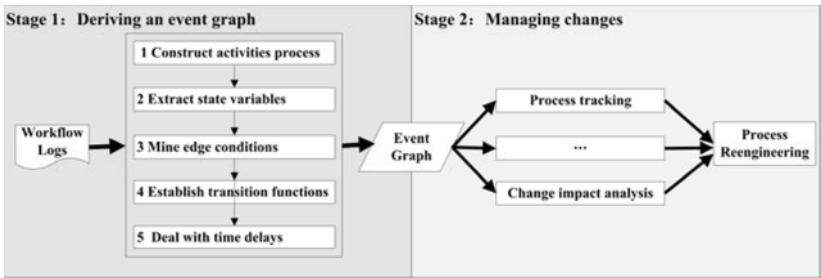 Stage 1：Deriving an event graph
1 Construct activities process
2 Extract state variables
3 Mine edge conditions
4 Establish transition functions
5 Deal with time delays
Workflow
Logs
Event
Graph
Stage 2：Managing changes
Process tracking
...
Change impact analysis
Process
Reengineering